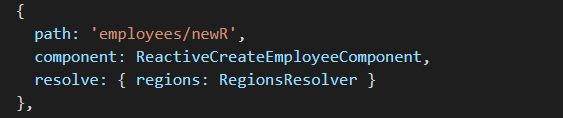 {
path: 'employees/newR',
component: ReactiveCreateEmployeeComponent,
resolve: { regions: RegionsResolver }
},